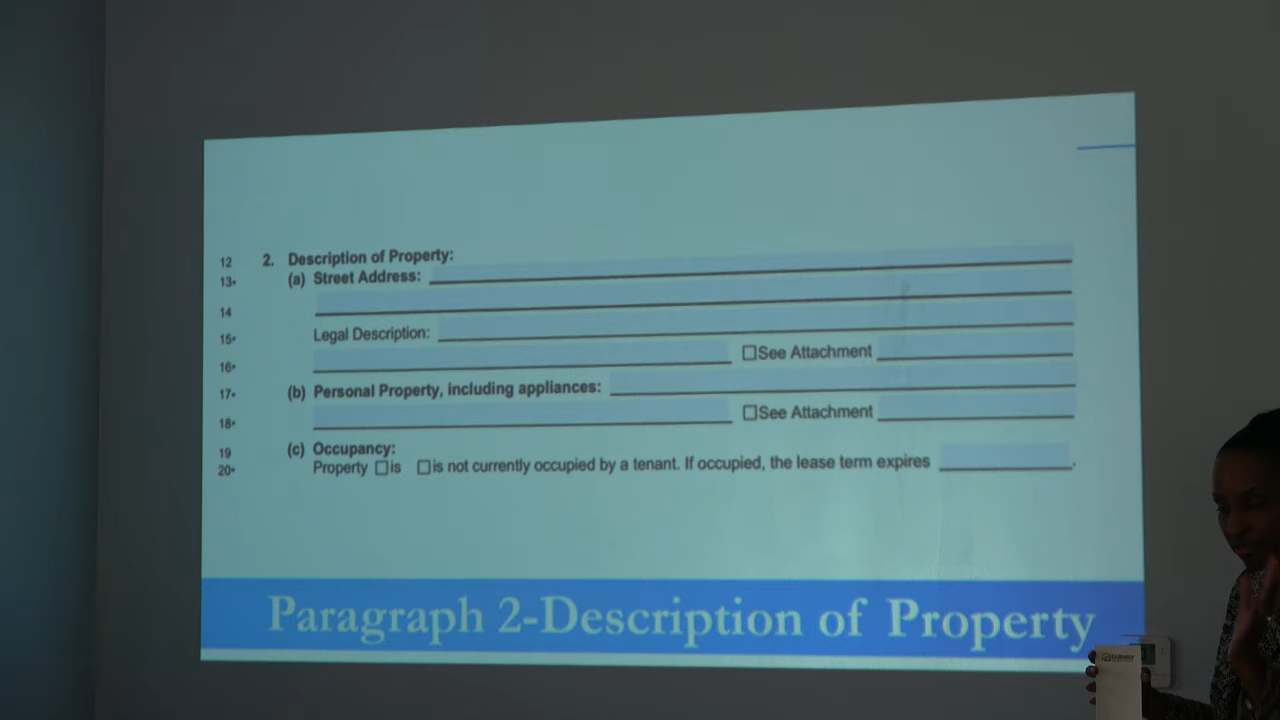 12 2. Description of Property:
13• (a) Street Address:
14
15• Legal Description:
16• ☐See Attachment
17• (b) Personal Property, including appliances:
18• ☐See Attachment
19 (c) Occupancy:
20• Property ☐is ☐is not currently occupied by a tenant. If occupied, the lease term expires .
Paragraph 2-Description of Property